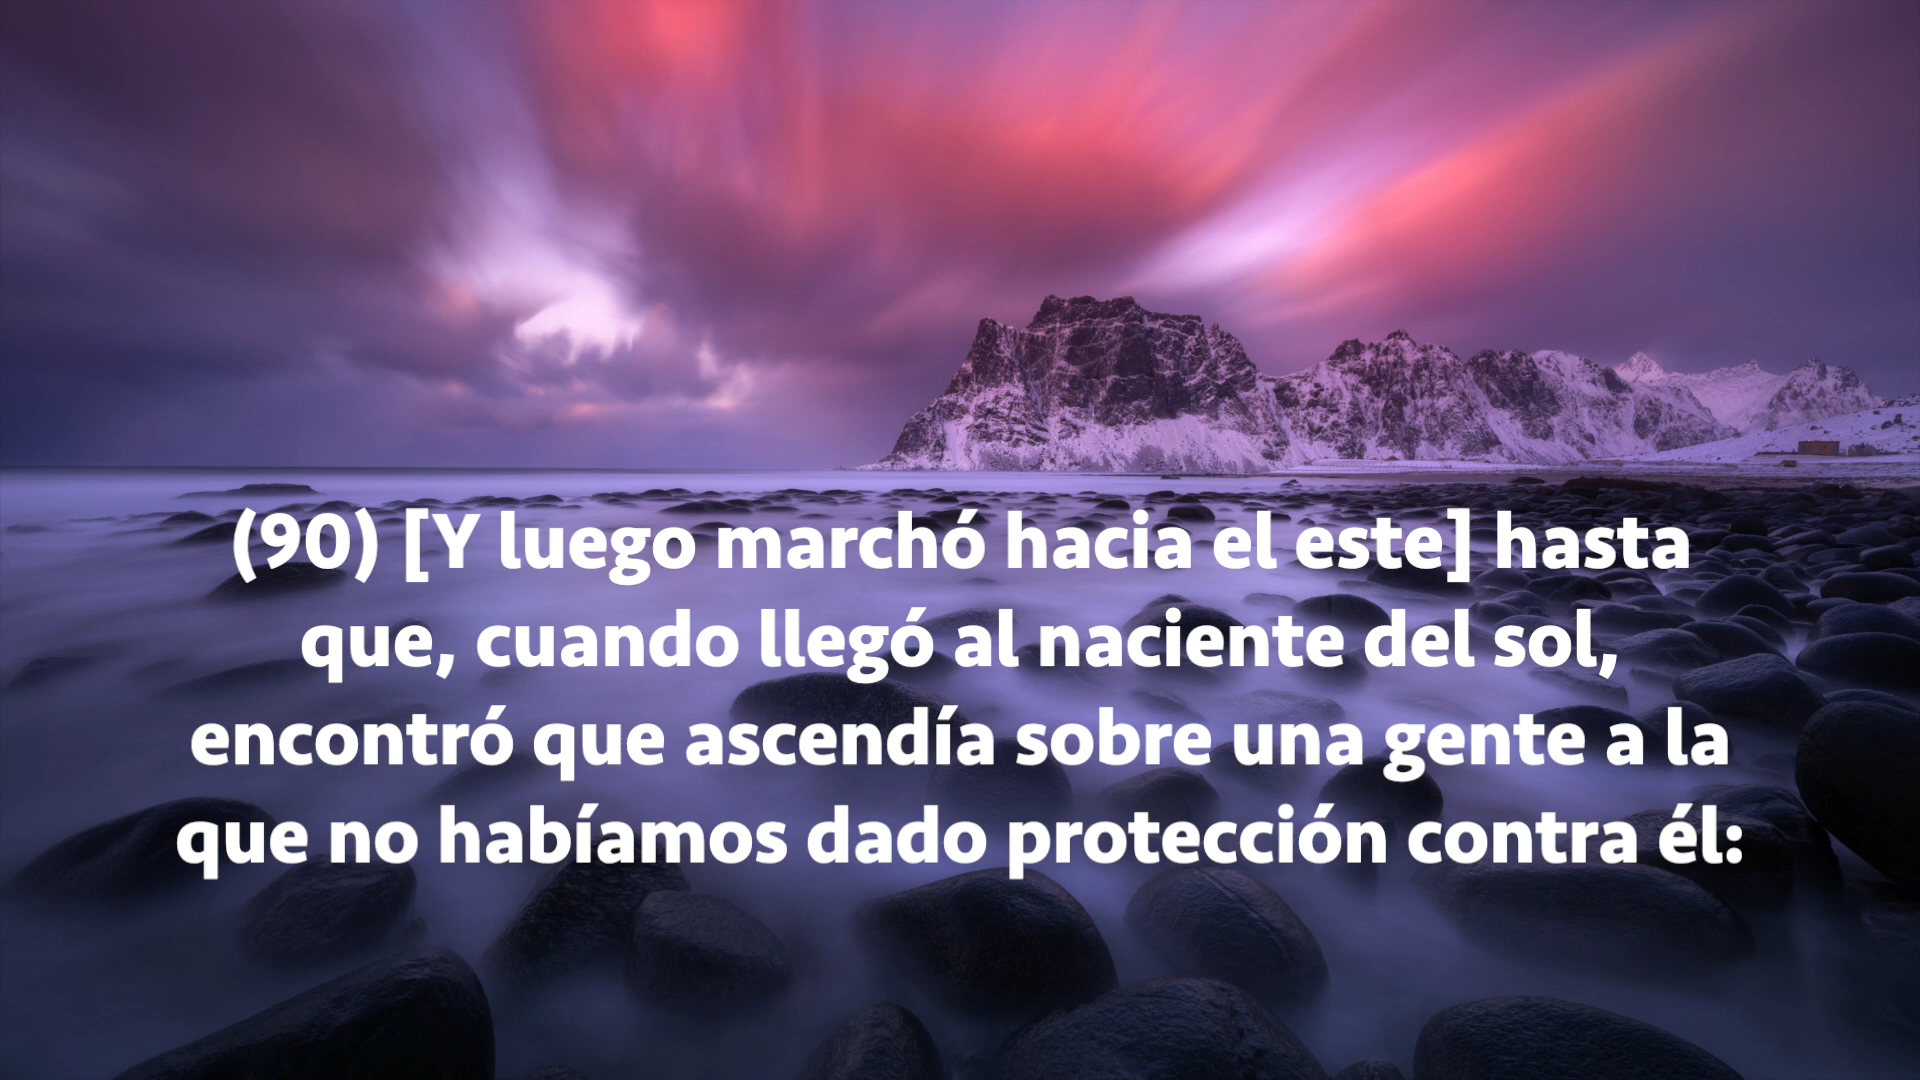 (90) [Y luego marchó hacia el este] hasta
que, cuando llegó al naciente del sol,
encontró que ascendía sobre una gente a la
que no habíamos dado protección contra él: